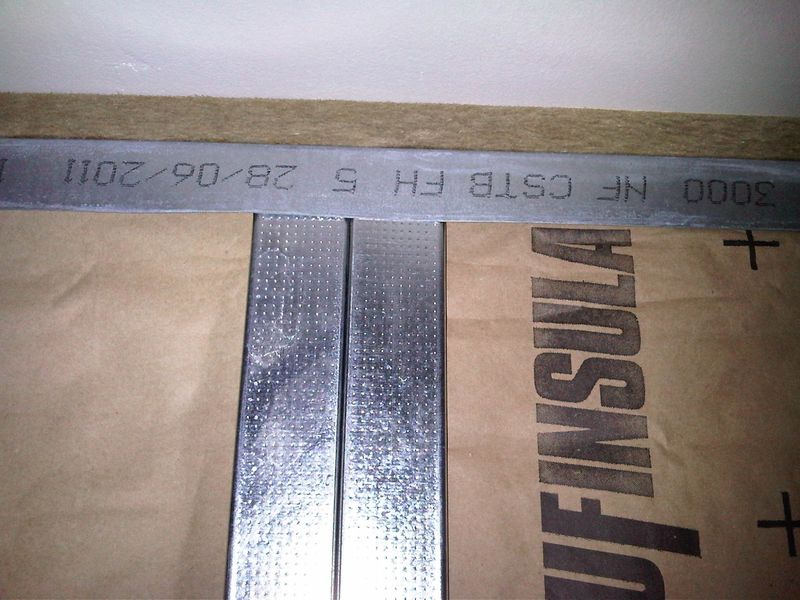 3000 NF CSTB FH 5 28/06/2011
UFINSULA
+
+